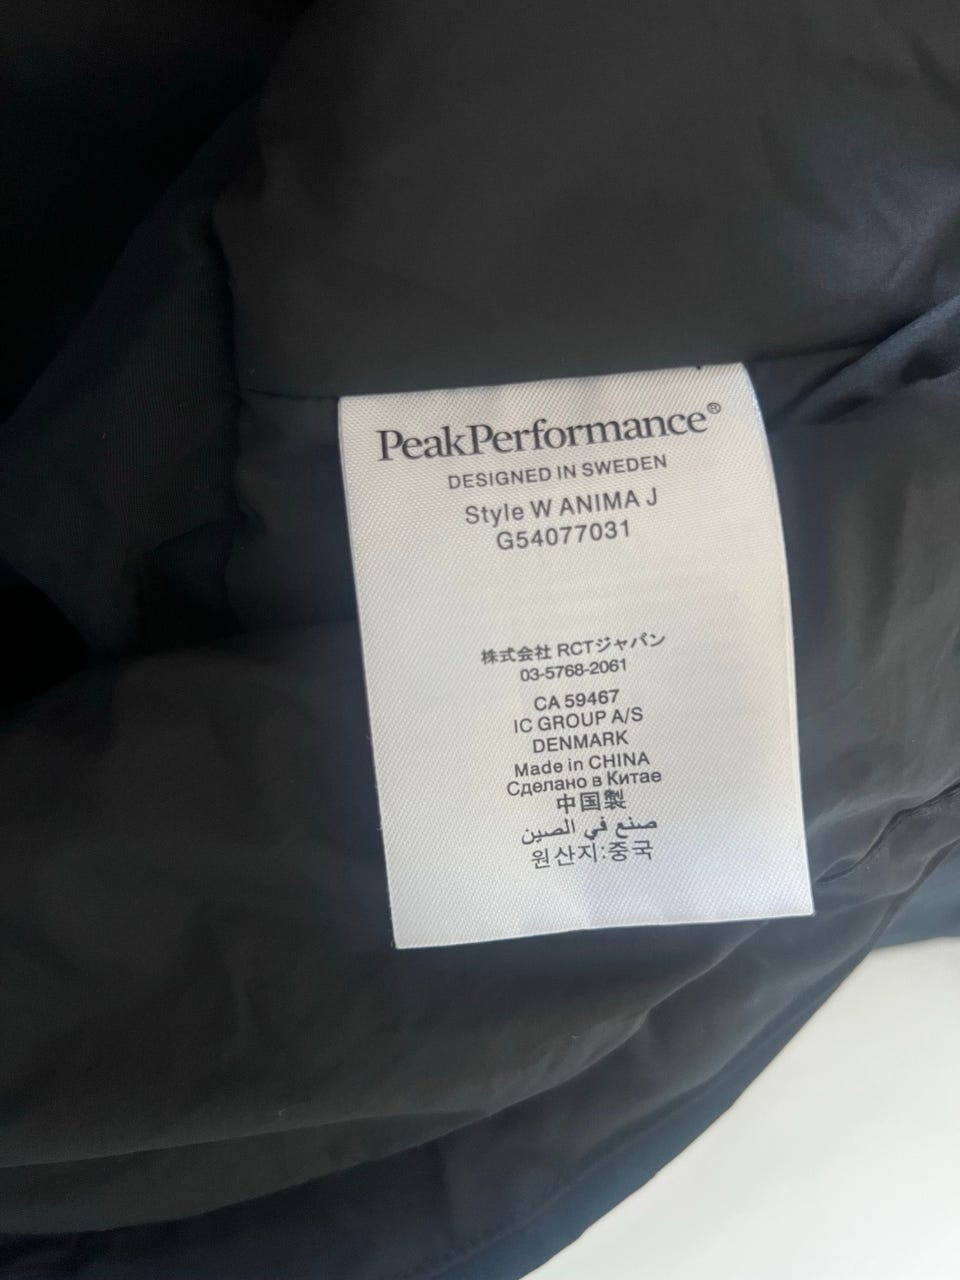 PeakPerformance®
DESIGNED IN SWEDEN
Style W ANIMA J
G54077031
株式会社 RCTジャパン
03-5768-2061
CA 59467
IC GROUP A/S
DENMARK
Made in CHINA
Сделано в Китае
中国製
صنع في الصين
원산지:중국